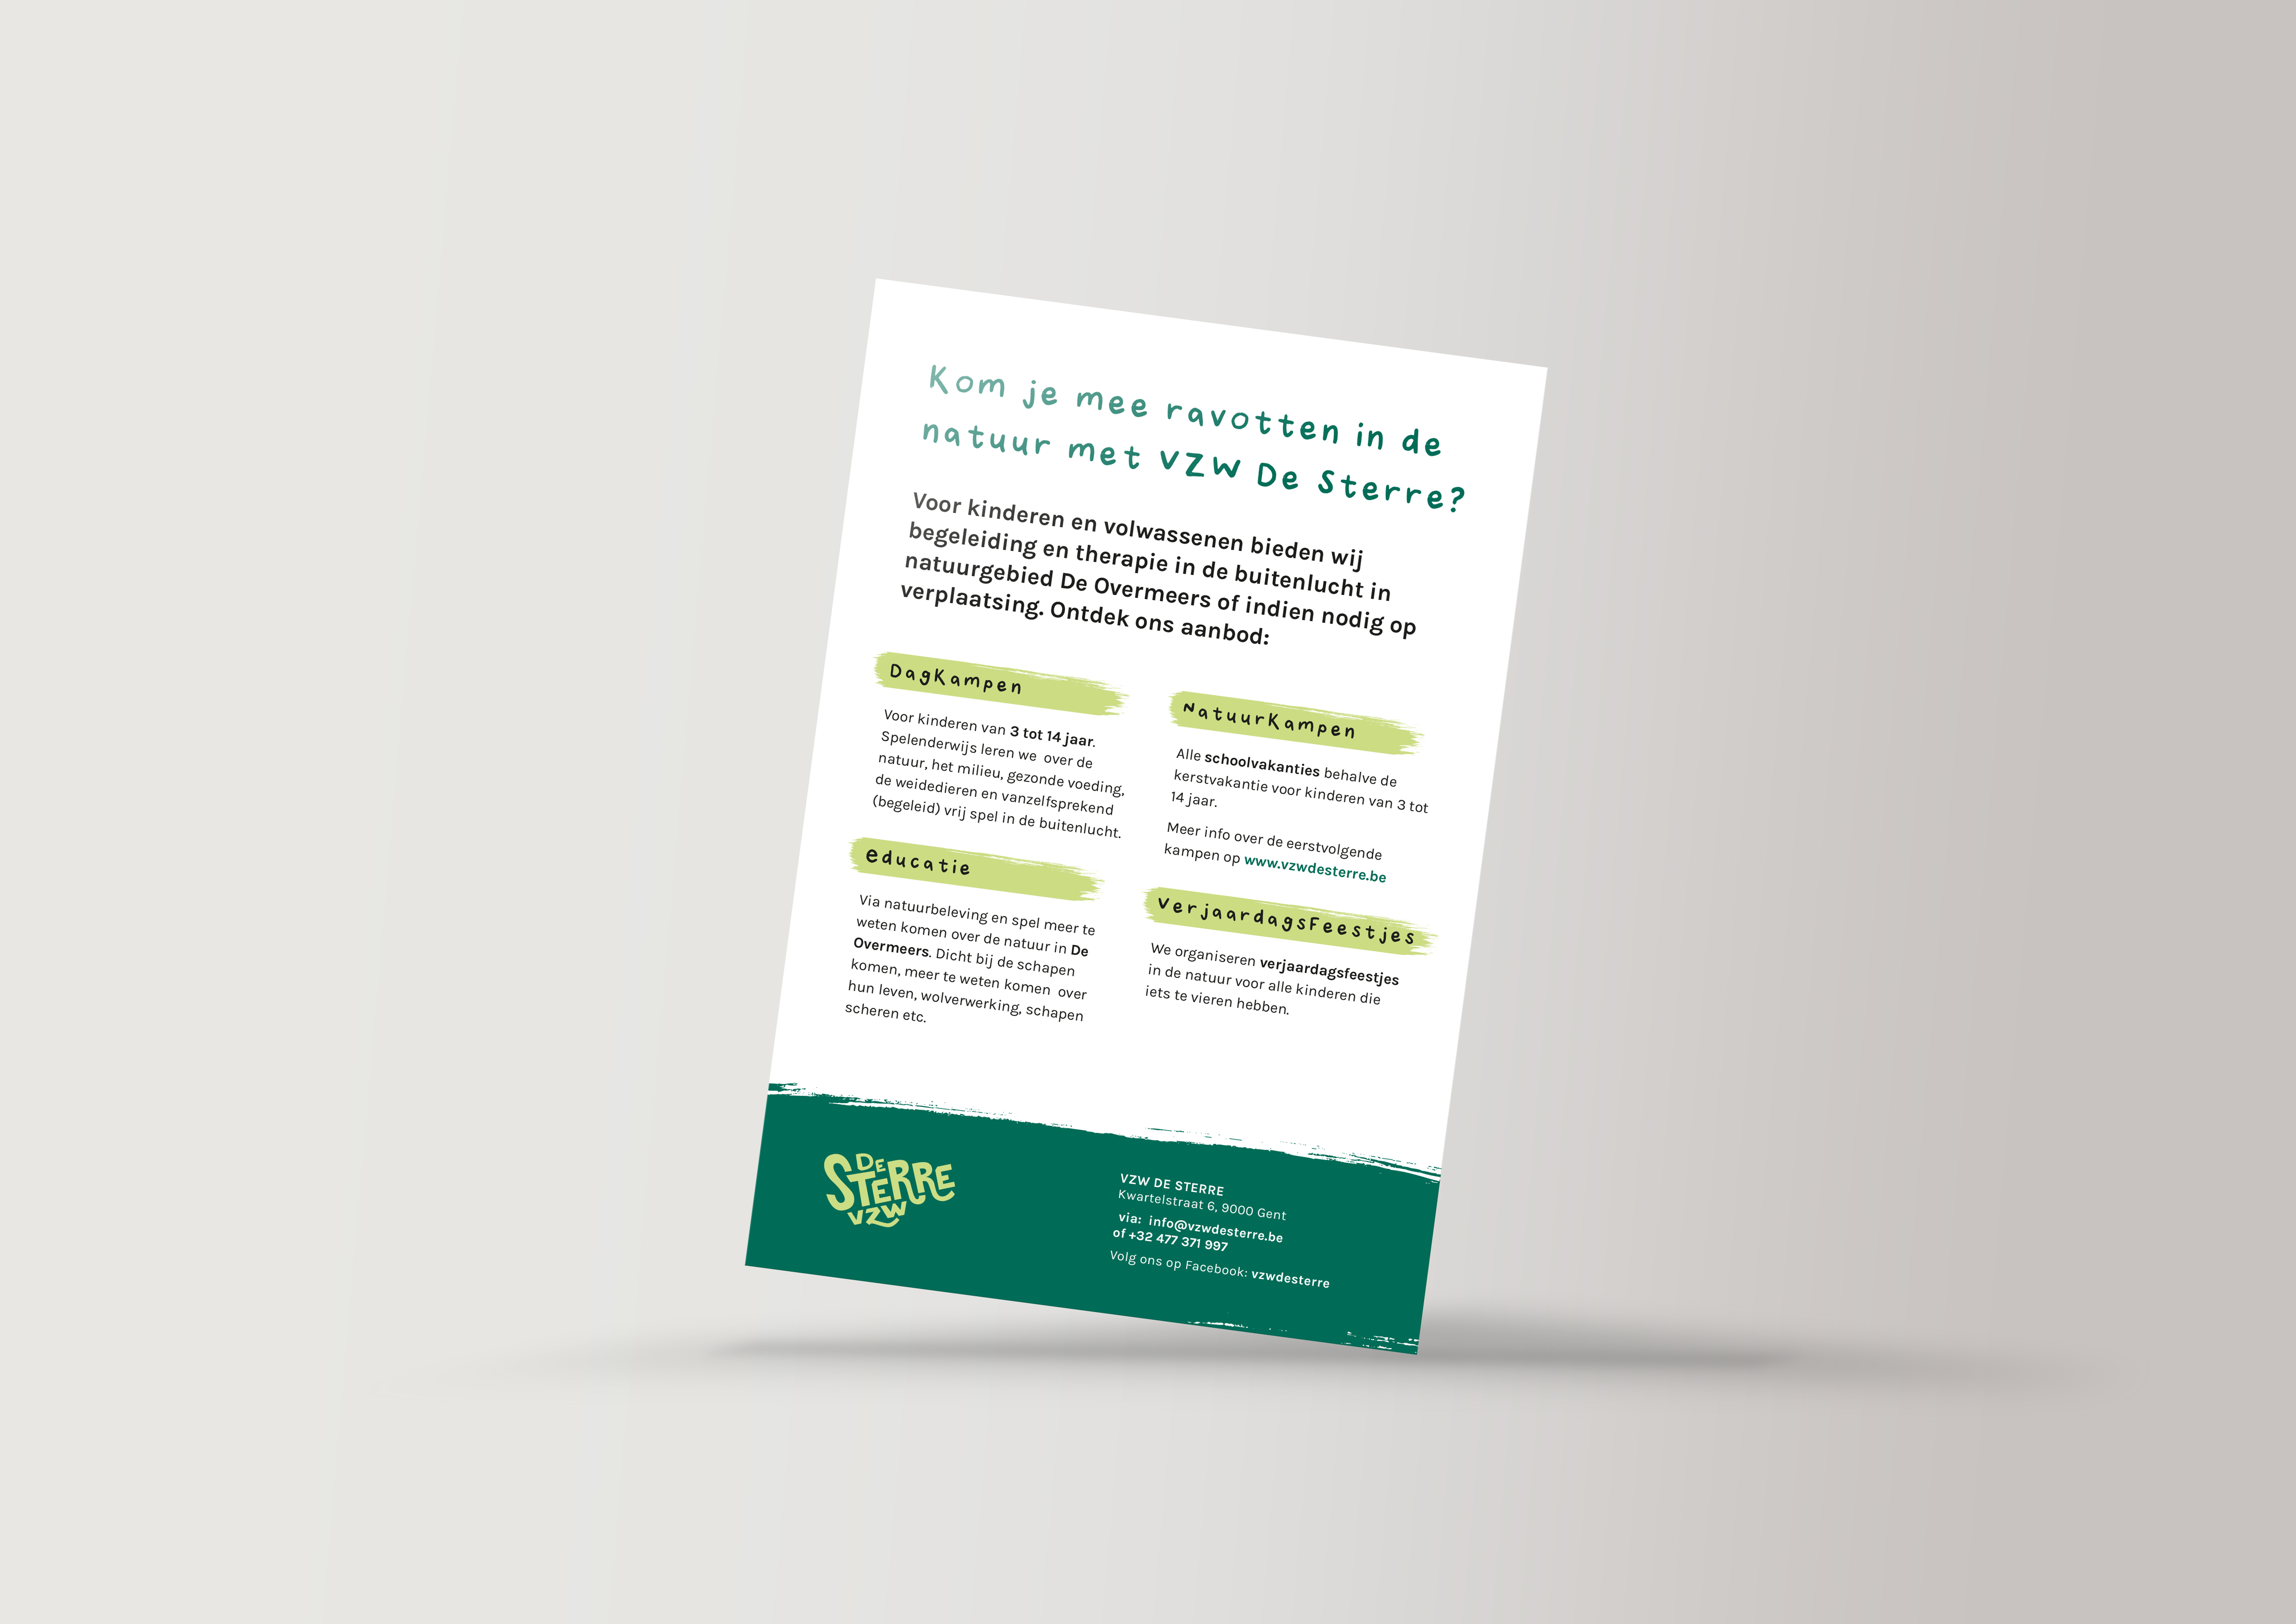 Kom je mee ravotten in de
natuur met VZW De Sterre?
Voor kinderen en volwassenen bieden wij
begeleiding en therapie in de buitenlucht in
natuurgebied De Overmeers of indien nodig op
verplaatsing. Ontdek ons aanbod:
DagKampen
Voor kinderen van 3 tot 14 jaar.
Spelenderwijs leren we over de
natuur, het milieu, gezonde voeding,
de weidedieren en vanzelfsprekend
(begeleid) vrij spel in de buitenlucht.
educatie
Via natuurbeleving en spel meer te
weten komen over de natuur in De
Overmeers. Dicht bij de schapen
komen, meer te weten komen over
hun leven, wolverwerking, schapen
scheren etc.
NatuurKampen
Alle schoolvakanties behalve de
kerstvakantie voor kinderen van 3 tot
14 jaar.
Meer info over de eerstvolgende
kampen op www.vzwdesterre.be
VerjaardagsFeestjes
We organiseren verjaardagsfeestjes
in de natuur voor alle kinderen die
iets te vieren hebben.
DE
STERRE
VZW
VZW DE STERRE
Kwartelstraat 6, 9000 Gent
via: info@vzwdesterre.be
of +32 477 371 997
Volg ons op Facebook: vzwdesterre